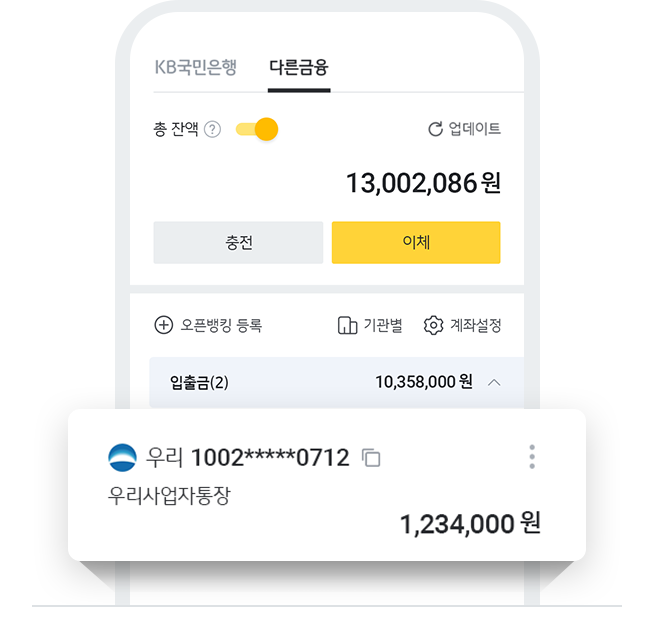 KB국민은행 다른금융
총 잔액 ? 업데이트
13,002,086원
충전 이체
오픈뱅킹 등록 기관별 계좌설정
입출금(2) 10,358,000 원
우리 1002*****0712
우리사업자통장
1,234,000 원